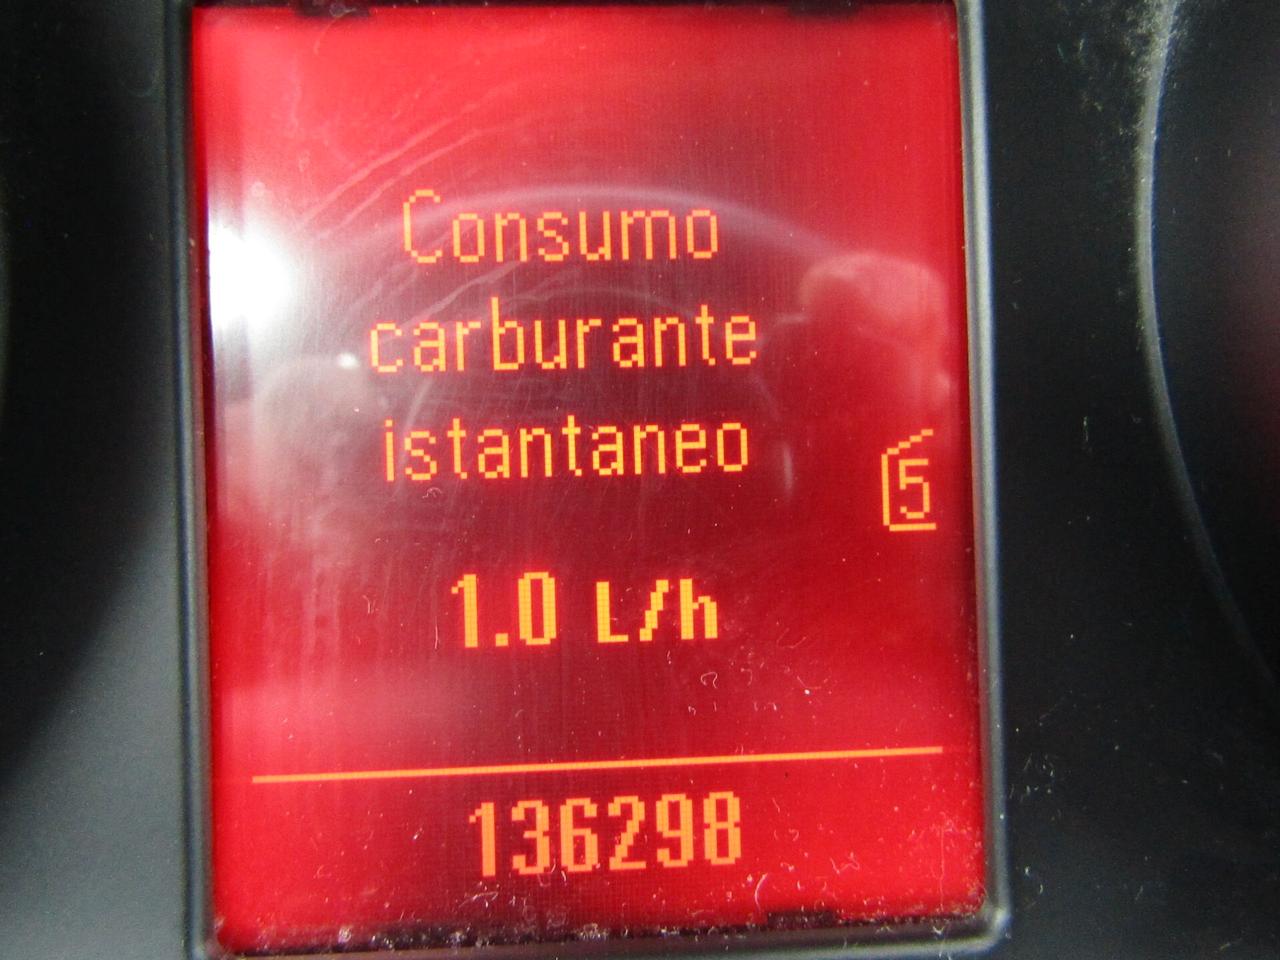 Consumo
carburante
istantaneo
5
1.0 L/h
136298